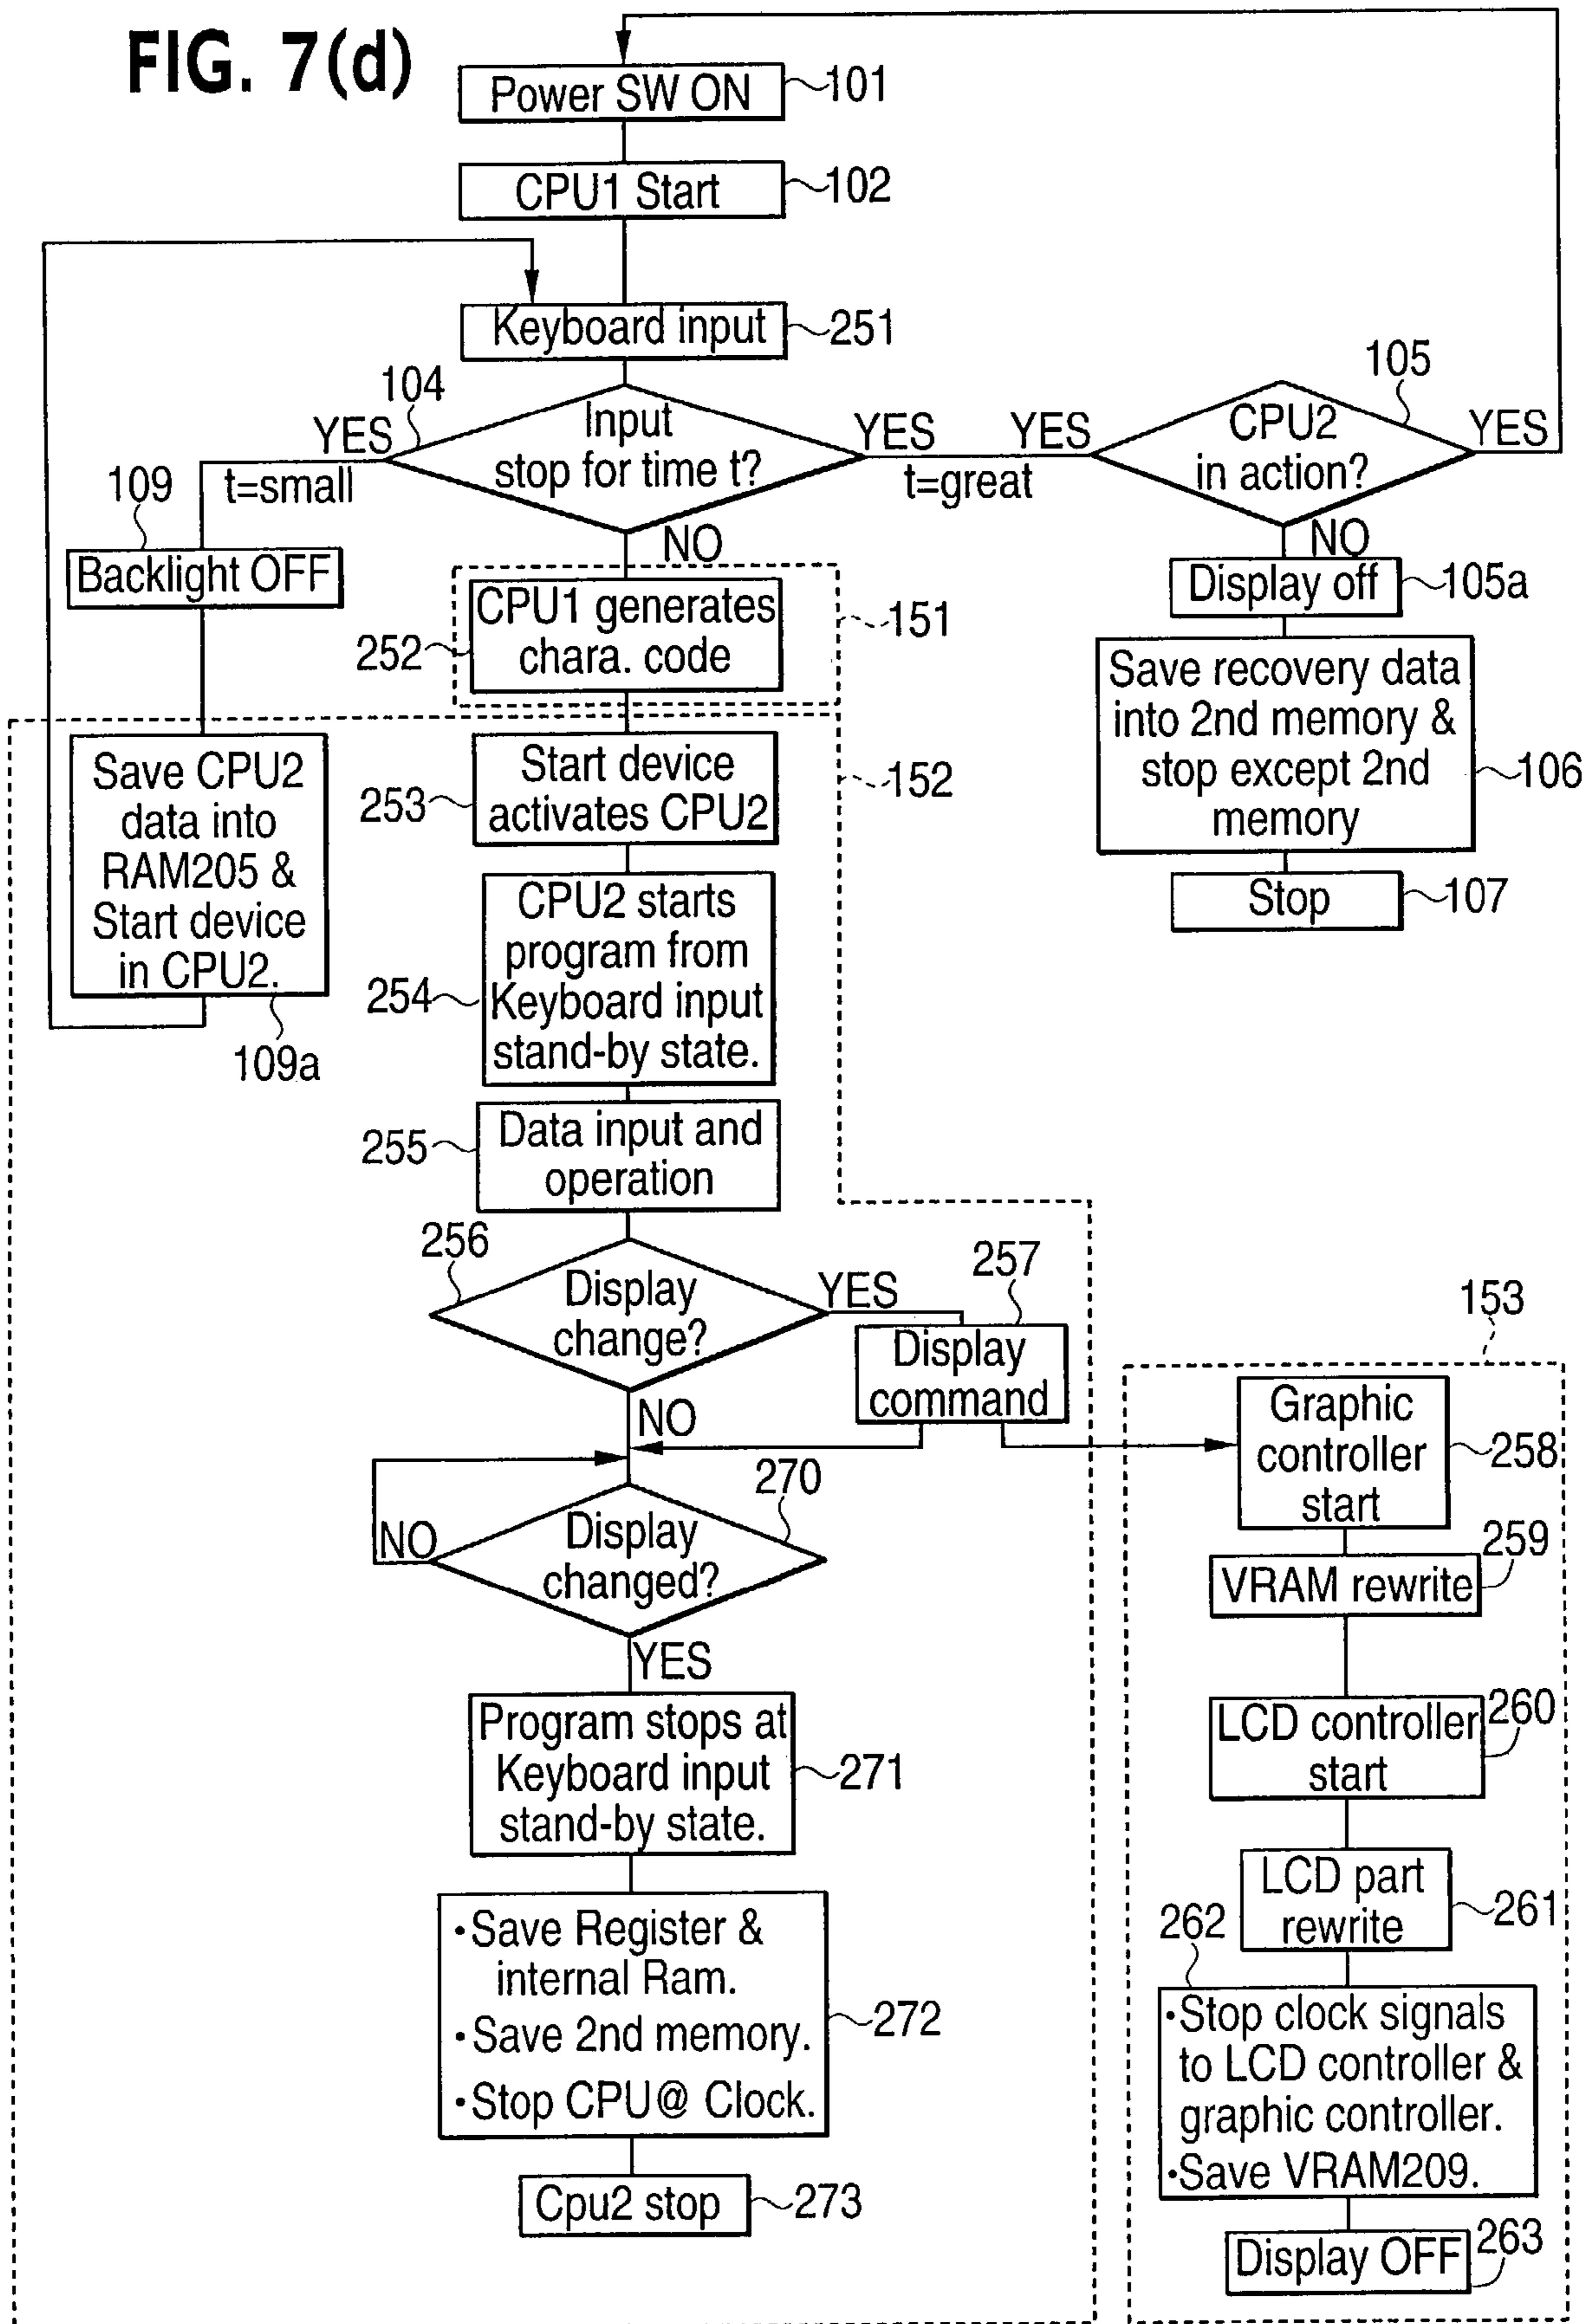 FIG. 7(d)
Power SW ON
101
CPU1 Start
102
Keyboard input
251
104
YES
t=small
Input
stop for time t?
YES
t=great
YES
105
CPU2
in action?
YES
109
Backlight OFF
NO
NO
Display off
105a
252
CPU1 generates
chara. code
151
Save recovery data
into 2nd memory &
stop except 2nd
memory
106
Stop
107
Save CPU2
data into
RAM205 &
Start device
in CPU2.
109a
253
Start device
activates CPU2
152
254
CPU2 starts
program from
Keyboard input
stand-by state.
255
Data input and
operation
256
Display
change?
YES
257
Display
command
NO
153
Graphic
controller
start
258
270
Display
changed?
NO
YES
259
VRAM rewrite
LCD controller
start
260
Program stops at
Keyboard input
stand-by state.
271
LCD part
rewrite
261
262
•Save Register &
internal Ram.
•Save 2nd memory.
•Stop CPU@ Clock.
272
•Stop clock signals
to LCD controller &
graphic controller.
•Save VRAM209.
Cpu2 stop
273
Display OFF
263